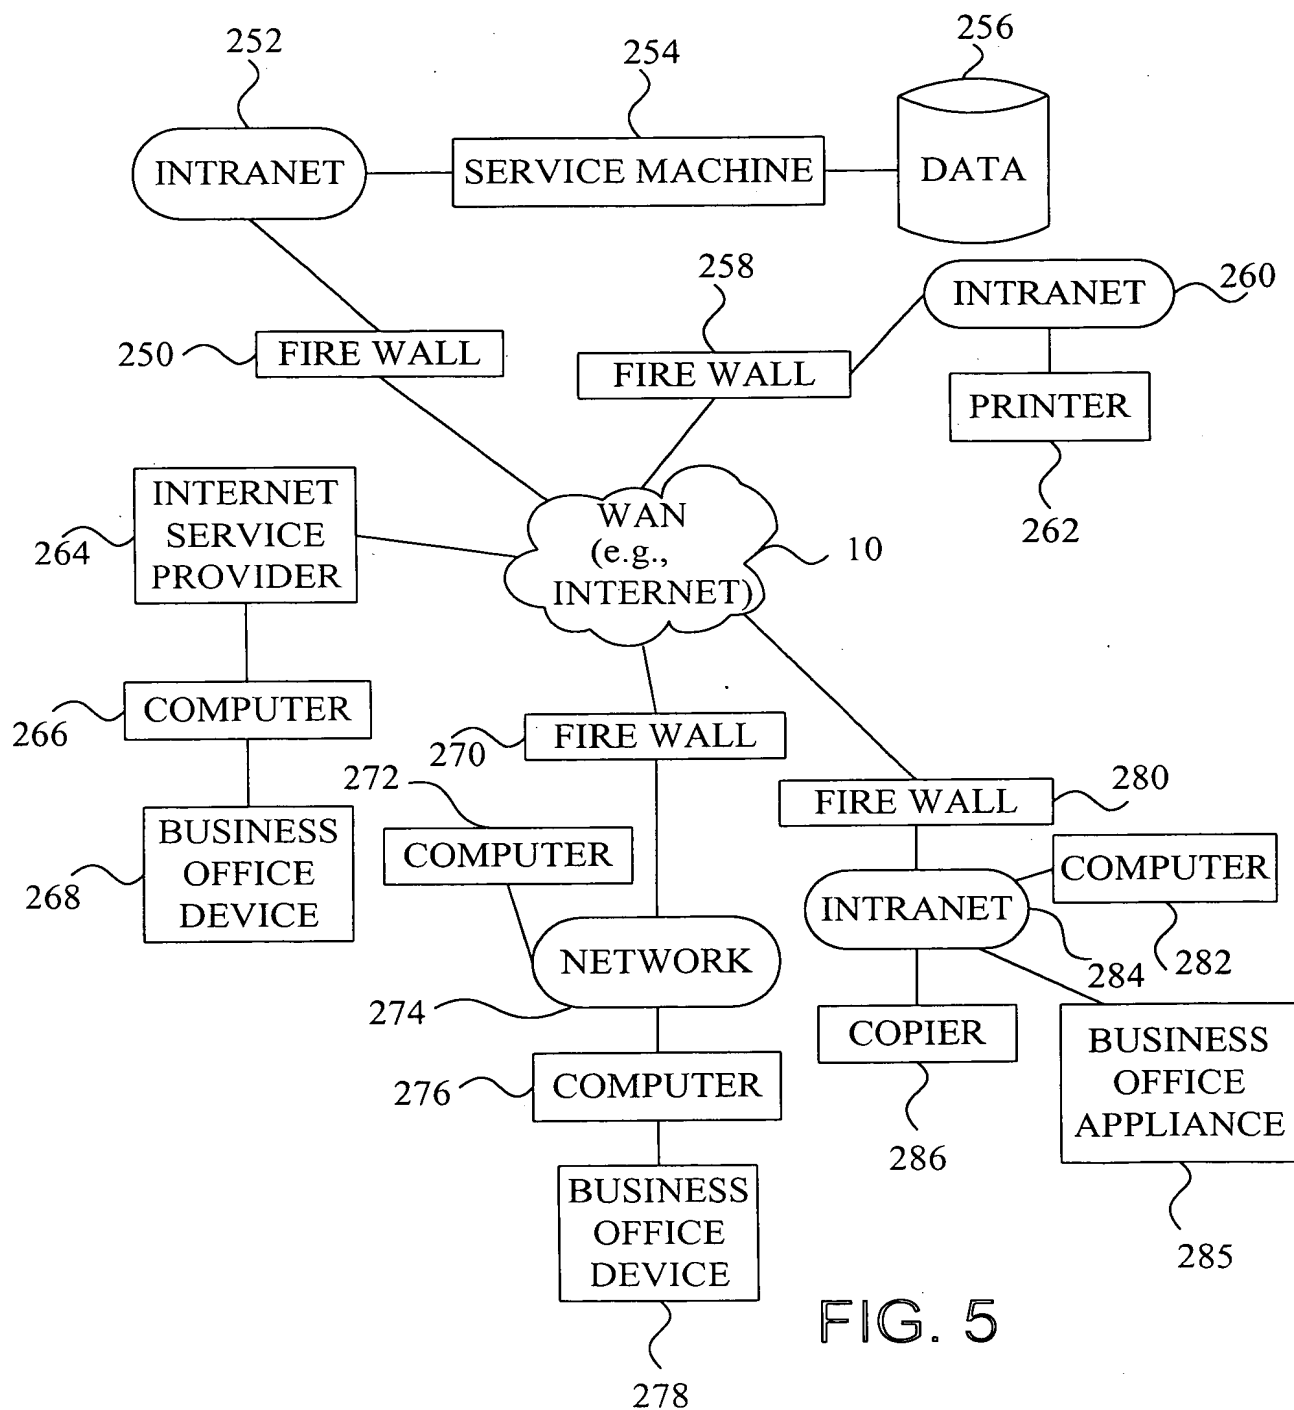 252
254
256
INTRANET
SERVICE MACHINE
DATA
258
INTRANET
260
250
FIRE WALL
FIRE WALL
PRINTER
262
INTERNET
SERVICE
PROVIDER
264
WAN
(e.g.,
INTERNET)
10
COMPUTER
266
270
FIRE WALL
272
FIRE WALL
280
BUSINESS
OFFICE
DEVICE
268
COMPUTER
COMPUTER
INTRANET
284
282
NETWORK
274
COPIER
BUSINESS
OFFICE
APPLIANCE
276
COMPUTER
286
BUSINESS
OFFICE
DEVICE
285
278
FIG. 5